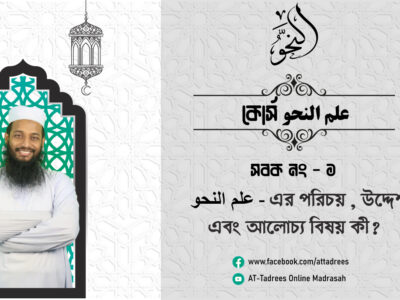 النحو
علم النحو কোর্স
সবক নং - ১
علم النحو - এর পরিচয় , উদ্দেশ
এবং আলোচ্য বিষয় কী?
www.facebook.com/attadrees
AT-Tadrees Online Madrasah